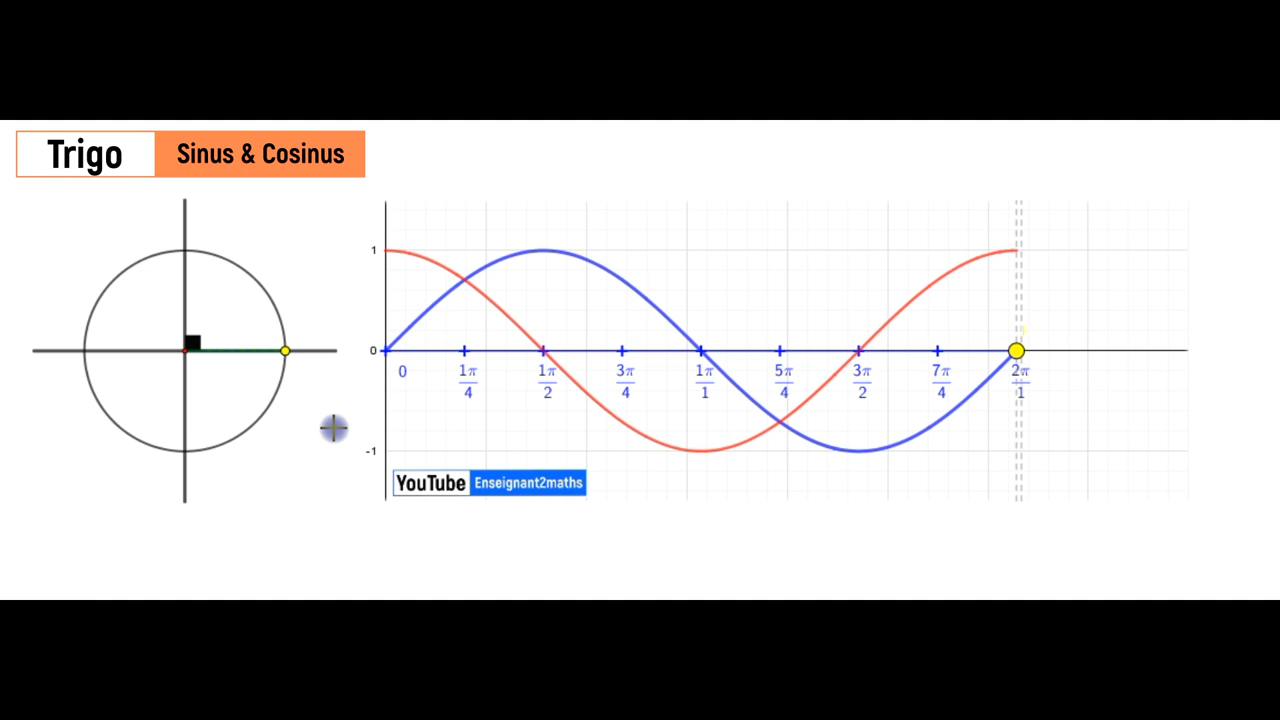 Trigo
Sinus & Cosinus
1
0
-1
0
1π/4
1π/2
3π/4
1π/1
5π/4
3π/2
7π/4
2π/1
YouTube Enseignant2maths